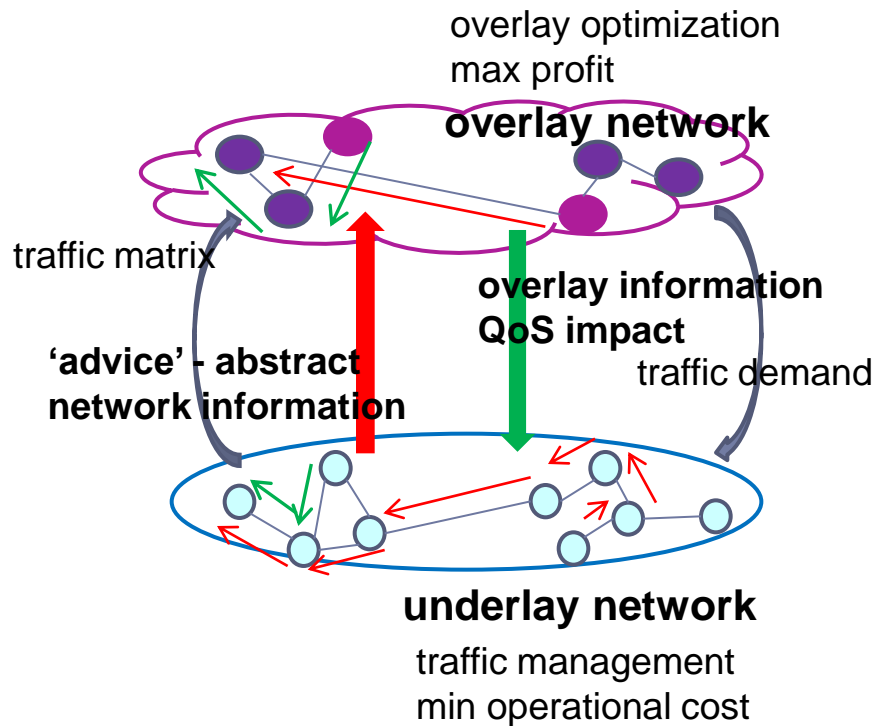 overlay optimization
max profit
overlay network
traffic matrix
overlay information
QoS impact
traffic demand
‘advice’ - abstract
network information
underlay network
traffic management
min operational cost